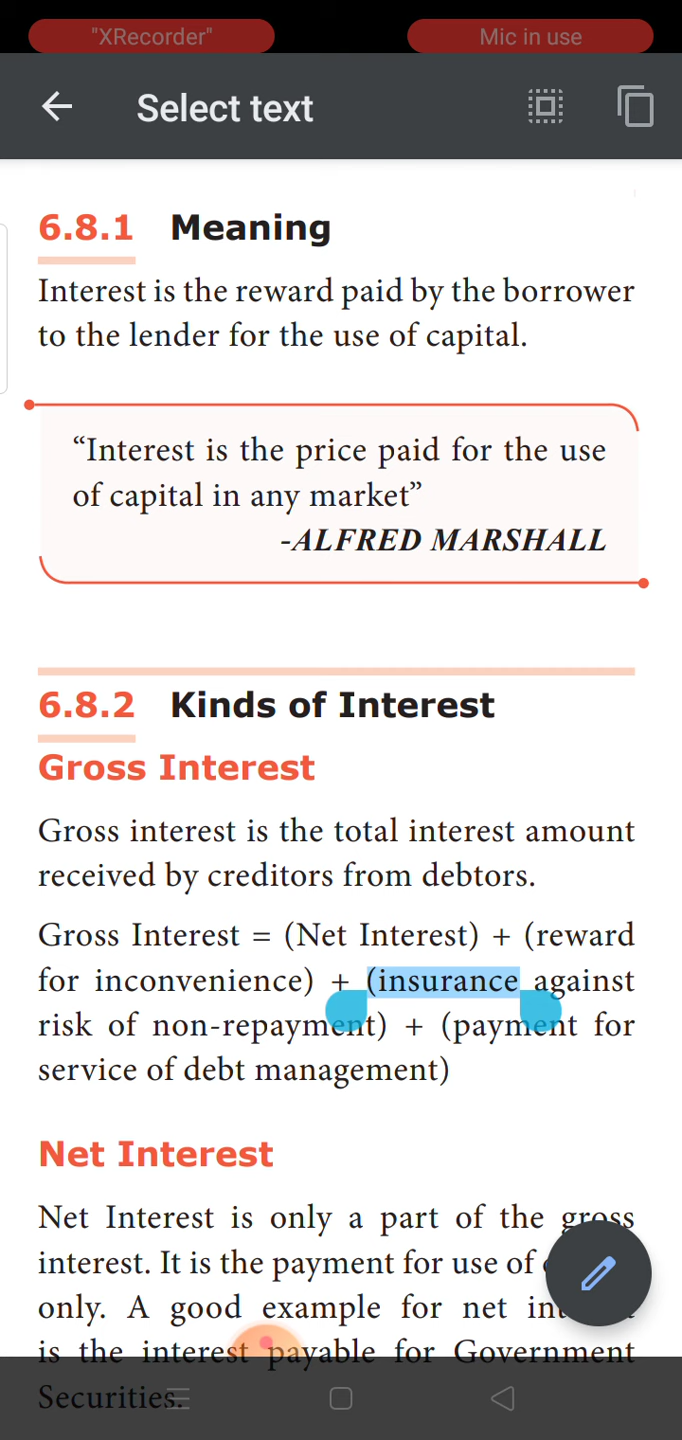 "XRecorder"
Mic in use
Select text
6.8.1 Meaning
Interest is the reward paid by the borrower
to the lender for the use of capital.
“Interest is the price paid for the use
of capital in any market”
-ALFRED MARSHALL
6.8.2 Kinds of Interest
Gross Interest
Gross interest is the total interest amount
received by creditors from debtors.
Gross Interest = (Net Interest) + (reward
for inconvenience) + (insurance against
risk of non-repayment) + (payment for
service of debt management)
Net Interest
Net Interest is only a part of the gross
interest. It is the payment for use of
only. A good example for net
is the interest payable for Government
Securities.